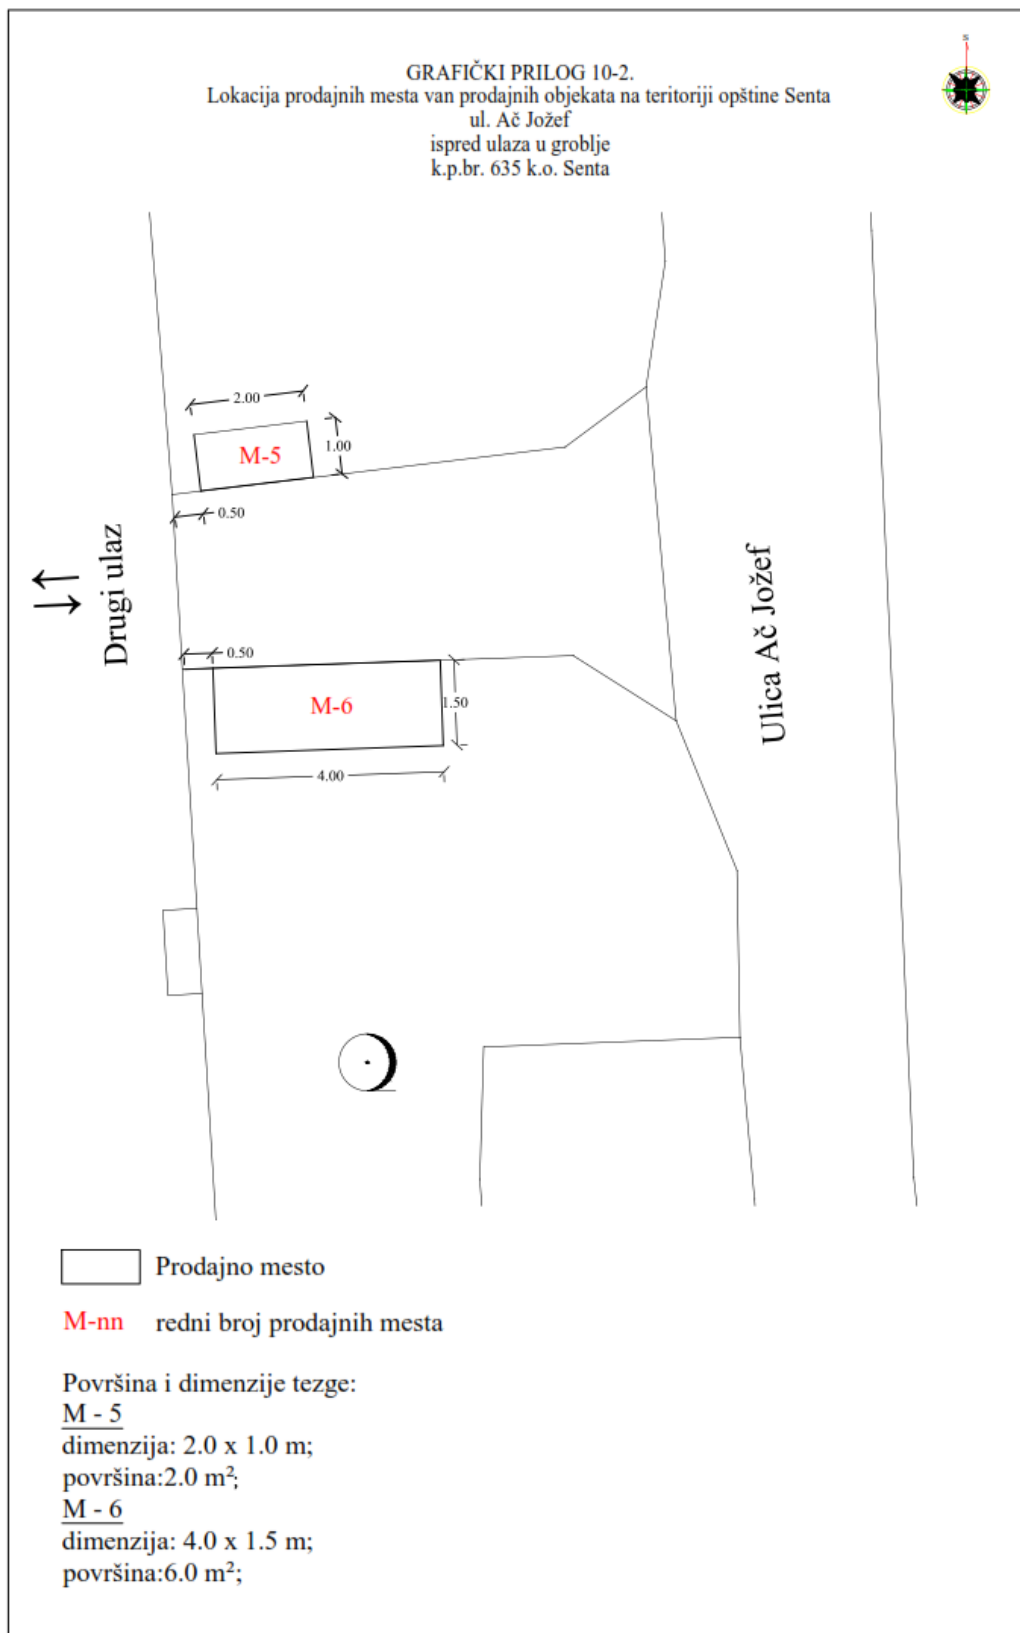 GRAFIČKI PRILOG 10-2.
Lokacija prodajnih mesta van prodajnih objekata na teritoriji opštine Senta
ul. Ač Jožef
ispred ulaza u groblje
k.p.br. 635 k.o. Senta
2.00
1.00
M-5
0.50
Drugi ulaz
Ulica Ač Jožef
0.50
M-6
1.50
4.00
Prodajno mesto
M-nn redni broj prodajnih mesta
Površina i dimenzije tezge:
M - 5
dimenzija: 2.0 x 1.0 m;
površina:2.0 m²;
M - 6
dimenzija: 4.0 x 1.5 m;
površina:6.0 m²;